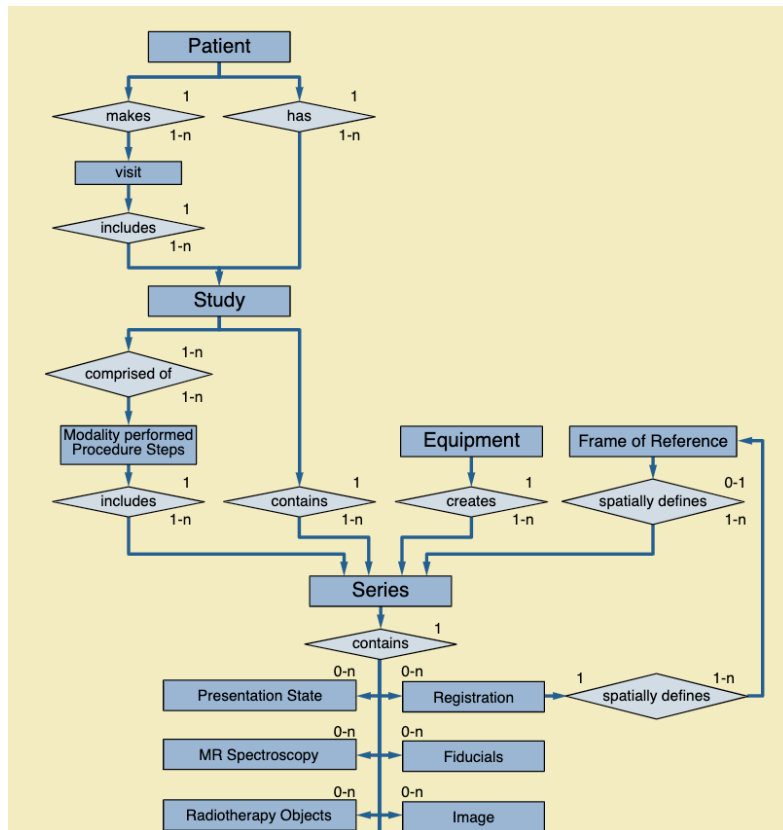 Patient
1
1
makes
has
1-n
1-n
visit
1
includes
1-n
Study
1-n
comprised of
1-n
Modality performed
Procedure Steps
Equipment
Frame of Reference
1
1
1
0-1
includes
contains
creates
spatially defines
1-n
1-n
1-n
1-n
Series
1
contains
0-n
0-n
1
1-n
Presentation State
Registration
spatially defines
0-n
0-n
MR Spectroscopy
Fiducials
0-n
0-n
Radiotherapy Objects
Image